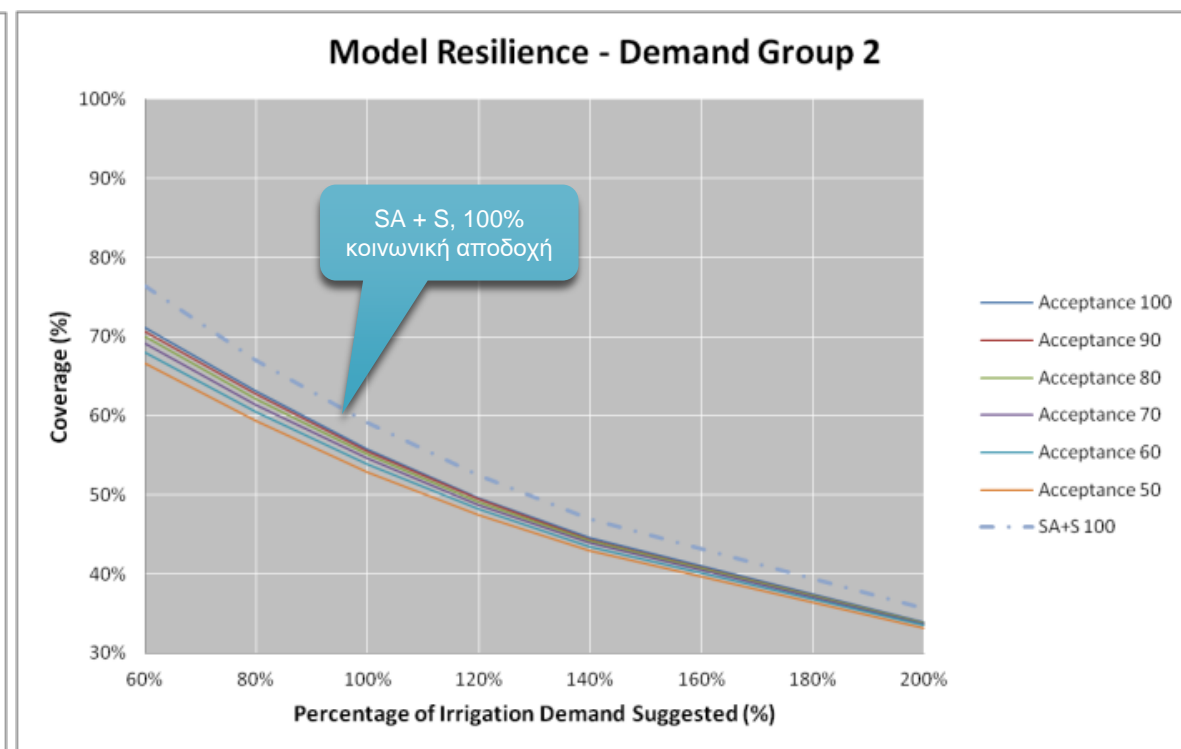 Model Resilience - Demand Group 2
100%
90%
80%
70%
60%
50%
40%
30%
Coverage (%)
SA + S, 100%
κοινωνική αποδοχή
60% 80% 100% 120% 140% 160% 180% 200%
Percentage of Irrigation Demand Suggested (%)
Acceptance 100
Acceptance 90
Acceptance 80
Acceptance 70
Acceptance 60
Acceptance 50
SA+S 100